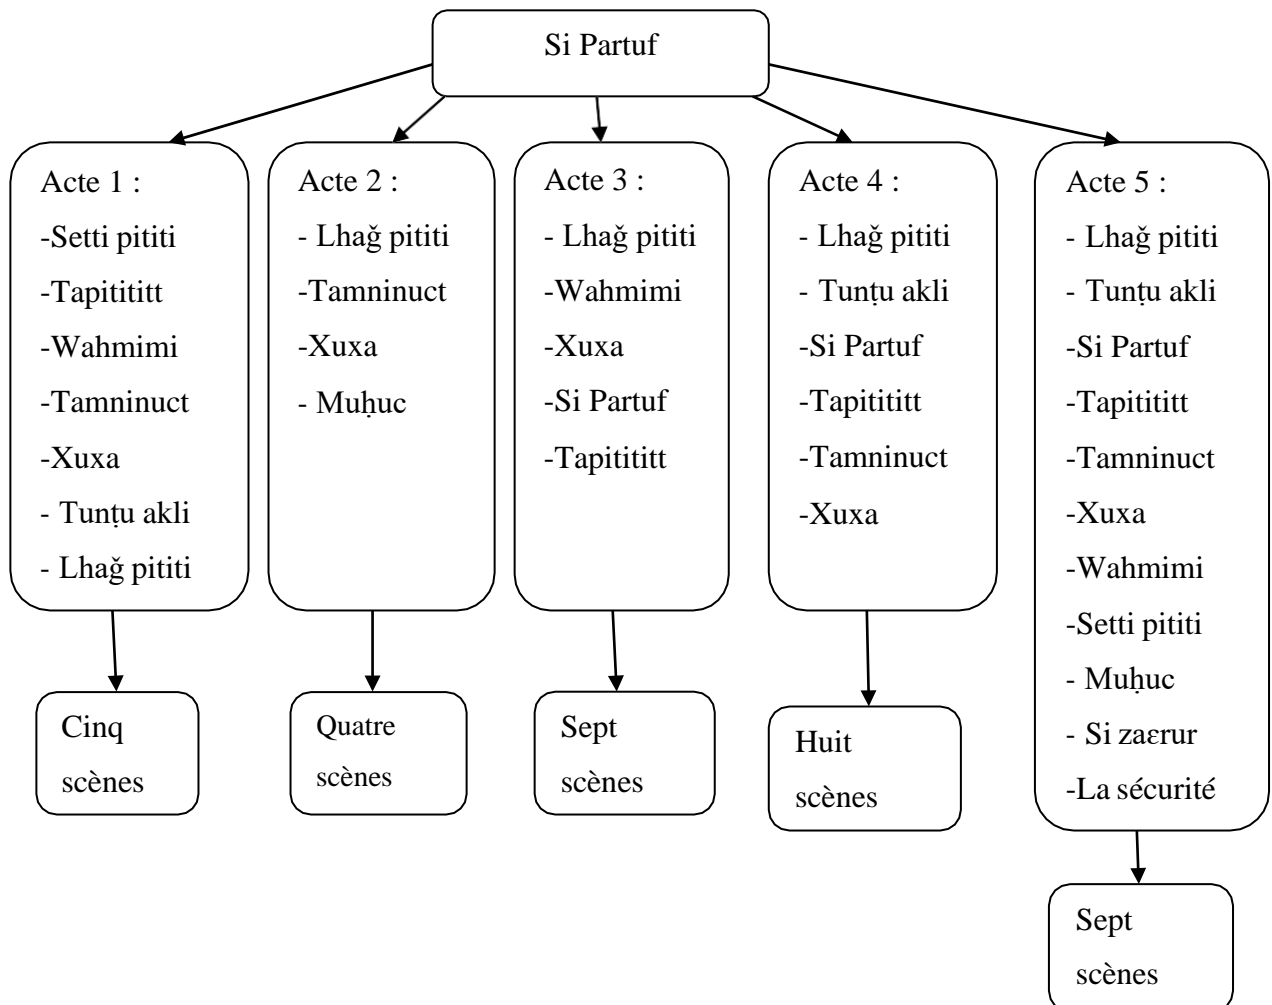 Si Partuf
Acte 1 :
-Setti pititi
-Tapitititt
-Wahmimi
-Tamninuct
-Xuxa
- Tunṭu akli
- Lhağ pititi
Cinq
scènes
Acte 2 :
- Lhağ pititi
-Tamninuct
-Xuxa
- Muḥuc
Quatre
scènes
Acte 3 :
- Lhağ pititi
-Wahmimi
-Xuxa
-Si Partuf
-Tapitititt
Sept
scènes
Acte 4 :
- Lhağ pititi
- Tunṭu akli
-Si Partuf
-Tapitititt
-Tamninuct
-Xuxa
Huit
scènes
Acte 5 :
- Lhağ pititi
- Tunṭu akli
-Si Partuf
-Tapitititt
-Tamninuct
-Xuxa
-Wahmimi
-Setti pititi
- Muḥuc
- Si zaɛrur
-La sécurité
Sept
scènes